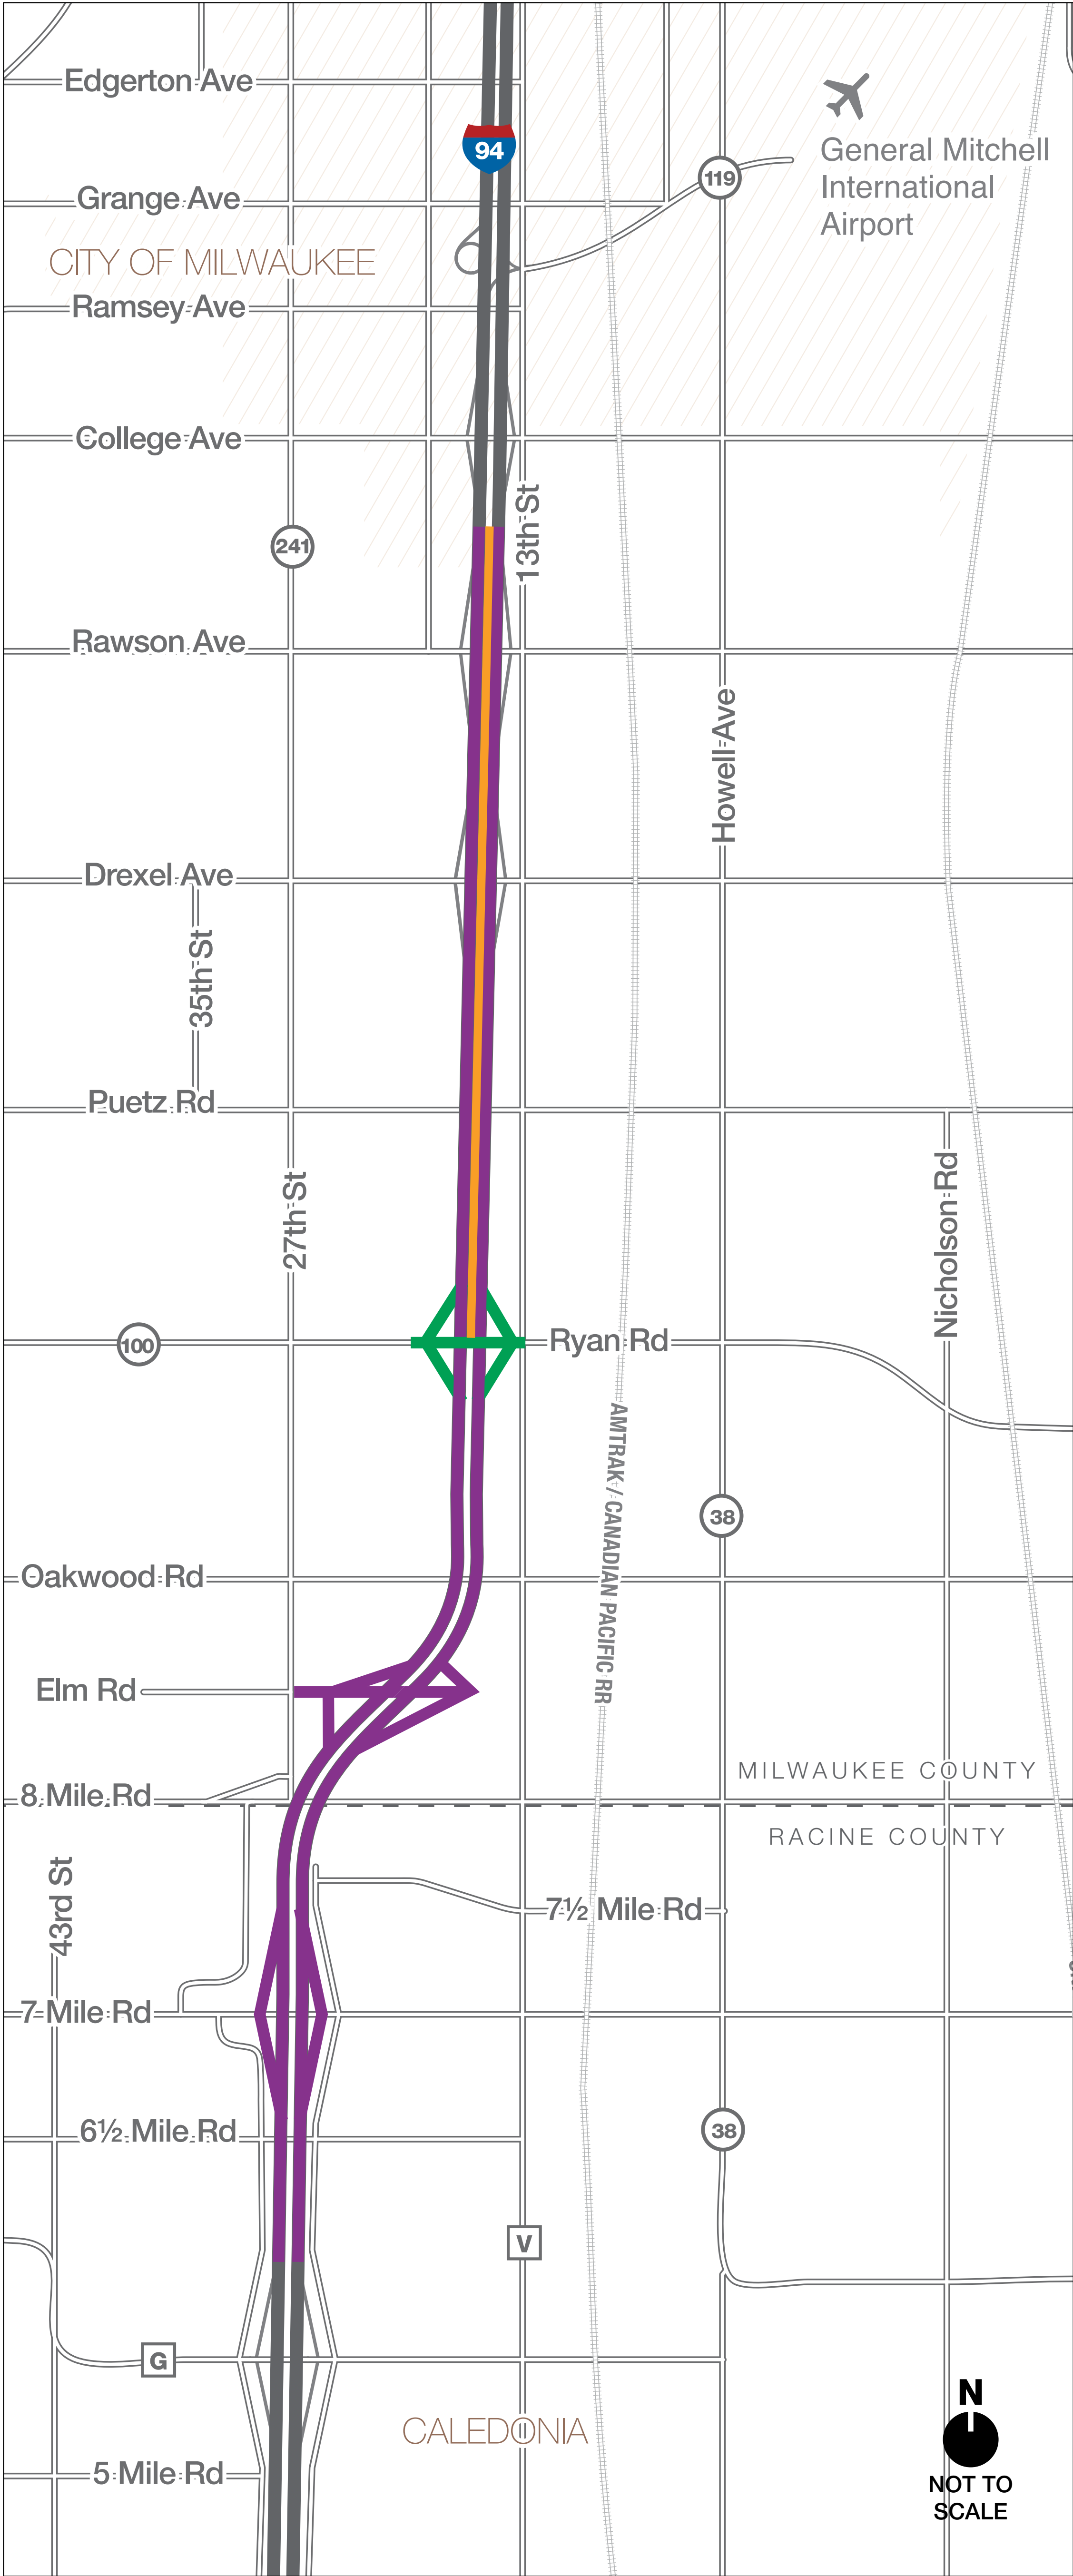 Edgerton Ave
94
General Mitchell
International
Airport
119
Grange Ave
CITY OF MILWAUKEE
Ramsey Ave
College Ave
13th St
241
Rawson Ave
Howell Ave
Drexel Ave
35th St
Puetz Rd
27th St
Nicholson Rd
100
Ryan Rd
AMTRAK / CANADIAN PACIFIC RR
38
Oakwood Rd
Elm Rd
MILWAUKEE COUNTY
8 Mile Rd
RACINE COUNTY
43rd St
7½ Mile Rd
7 Mile Rd
6½ Mile Rd
38
V
G
N
CALEDONIA
5 Mile Rd
NOT TO
SCALE